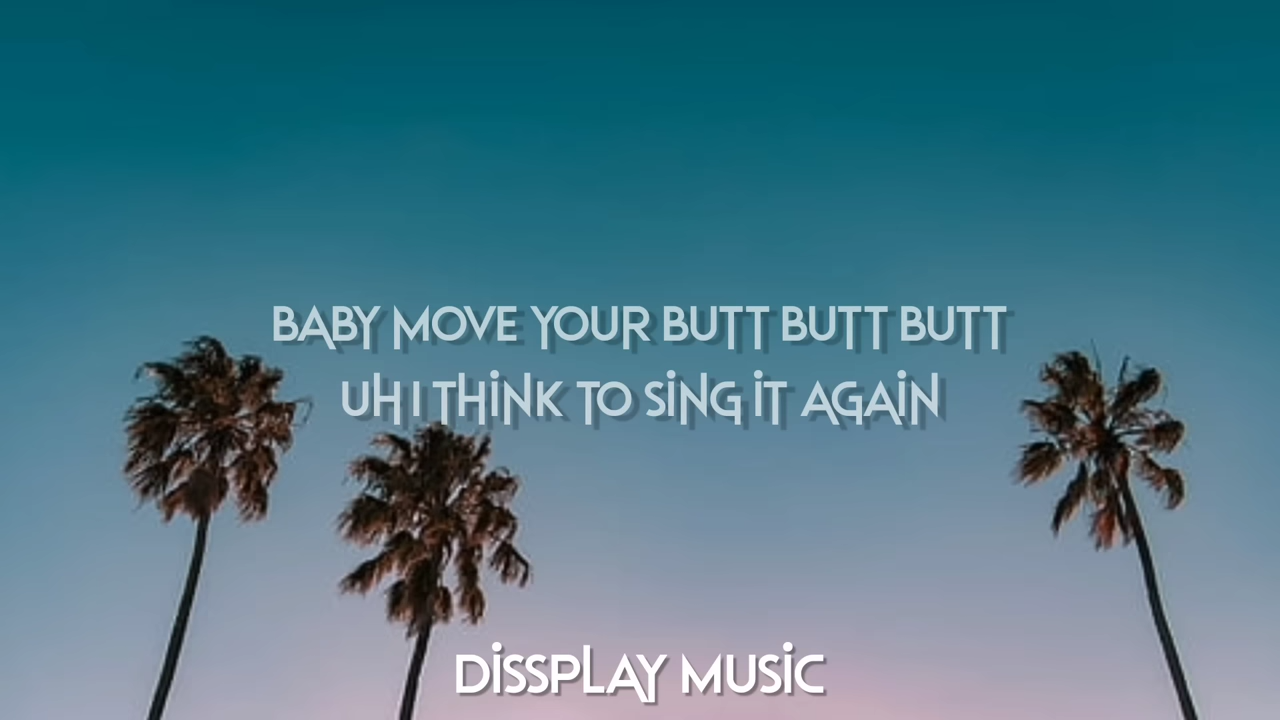 BABY MOVE YOUR BUTT BUTT BUTT
UH I THINK TO SING IT AGAIN
DISSPLAY MUSIC